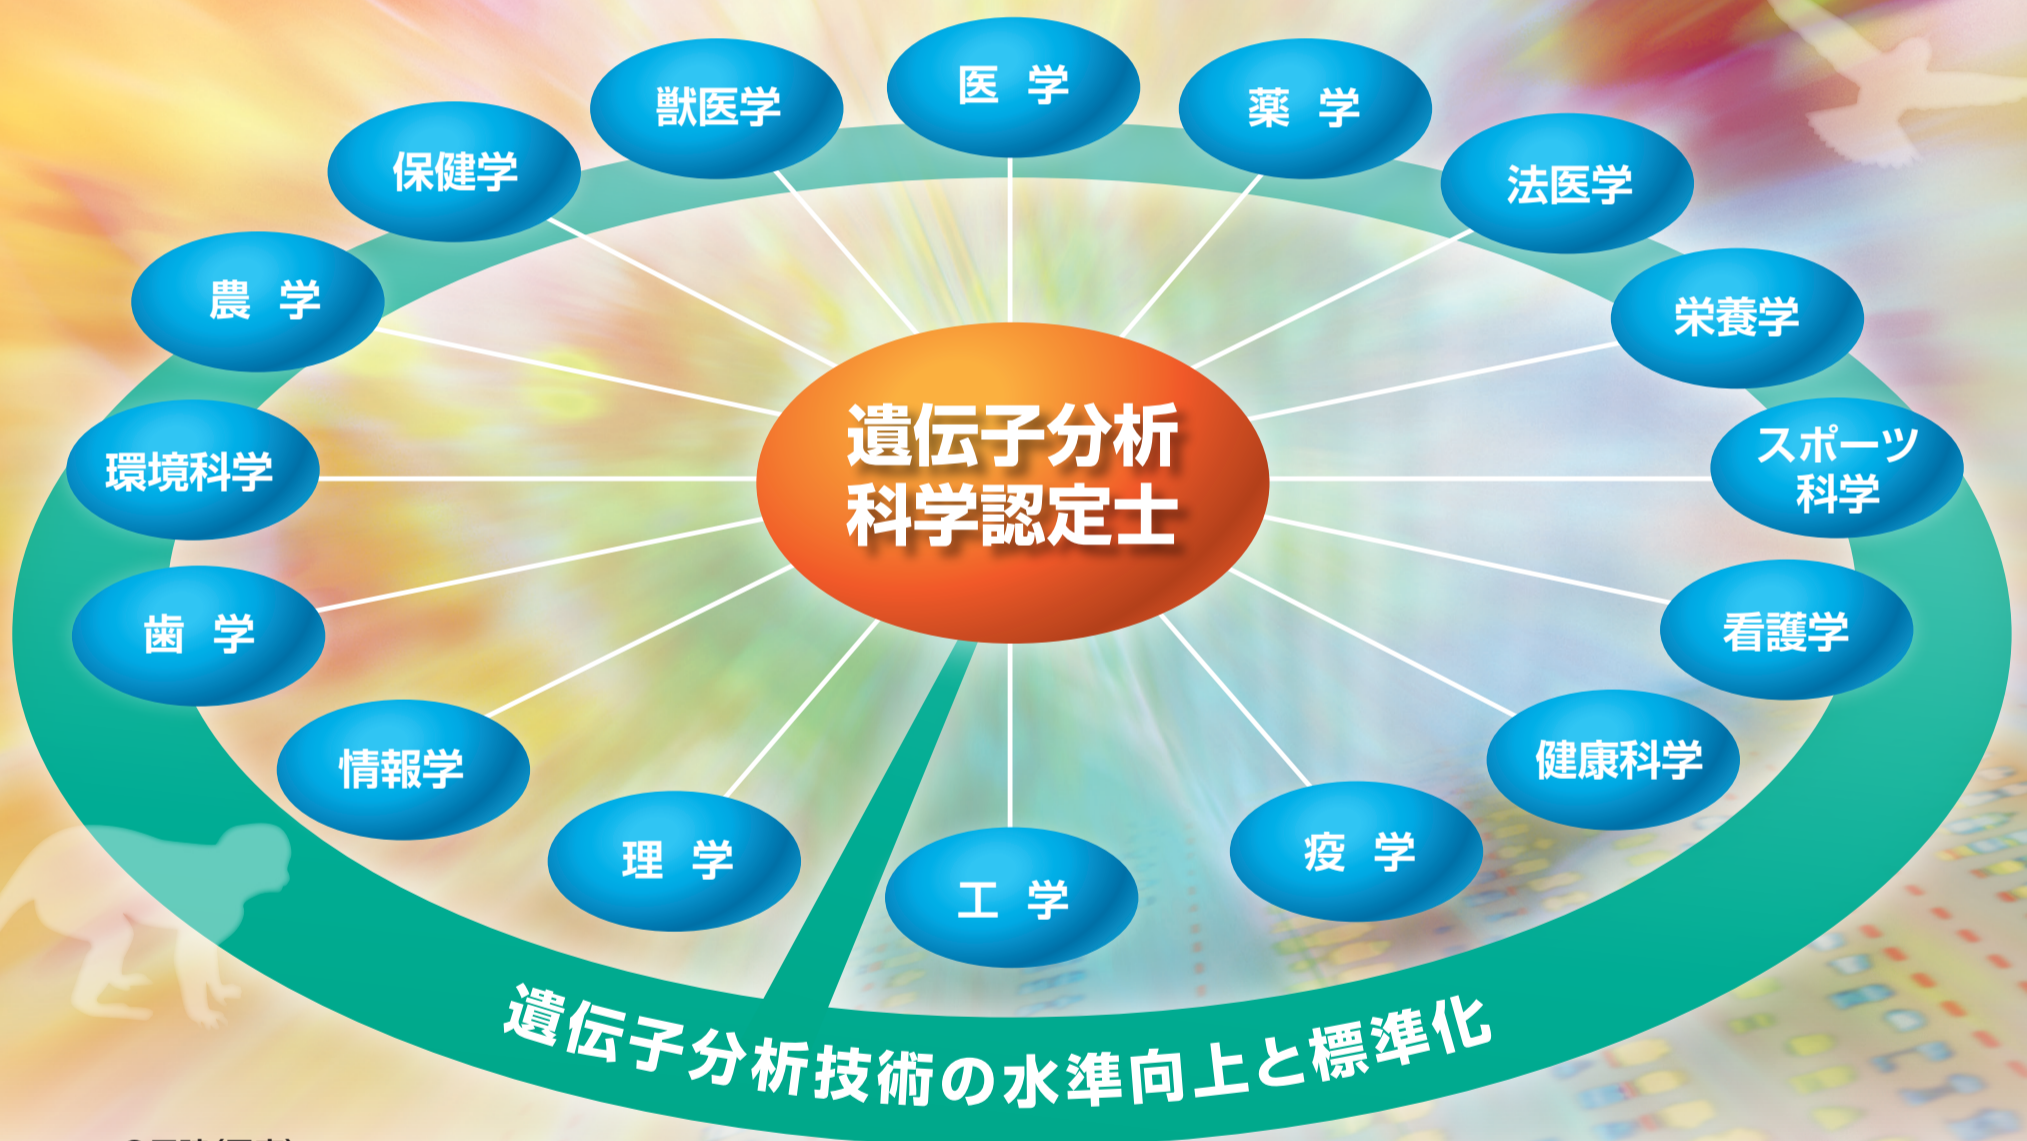 医 学
薬 学
法医学
栄養学
スポーツ
科学
看護学
健康科学
疫 学
工 学
理 学
情報学
歯 学
環境科学
農 学
保健学
獣医学
遺伝子分析
科学認定士
遺伝子分析技術の水準向上と標準化